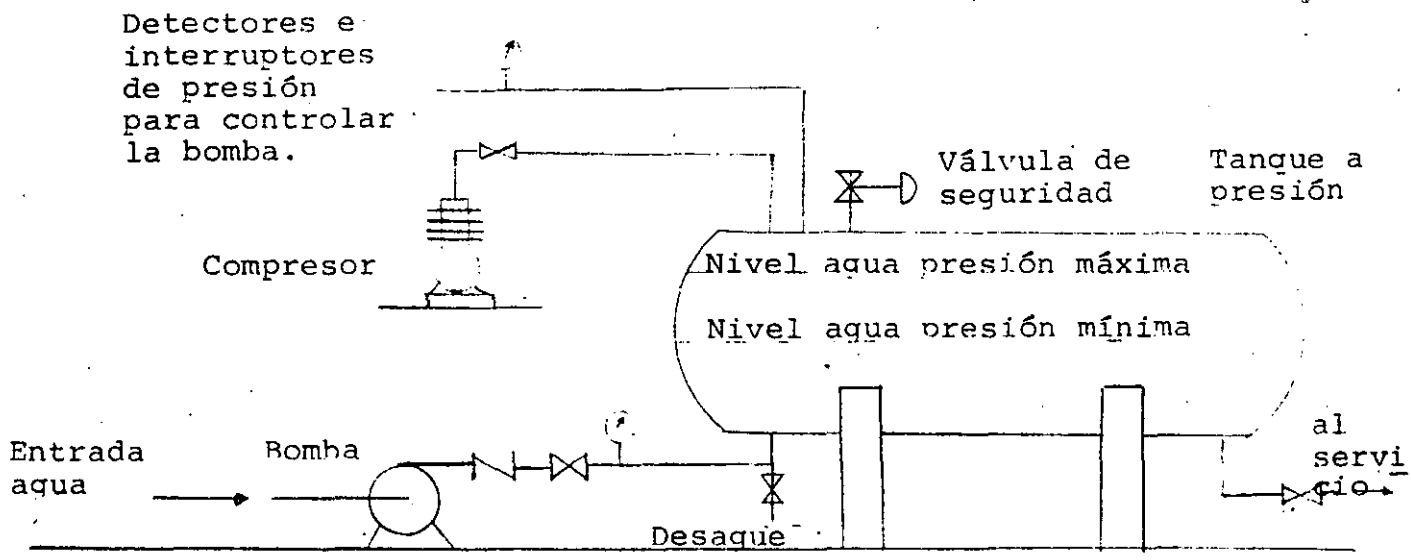 Detectores e
interruptores
de presión
para controlar
la bomba.
Válvula de
seguridad
Tanque a
presión
Compresor
Nivel agua presión máxima
Nivel agua presión mínima
Entrada
agua
Bomba
Desague
al
servi
cio